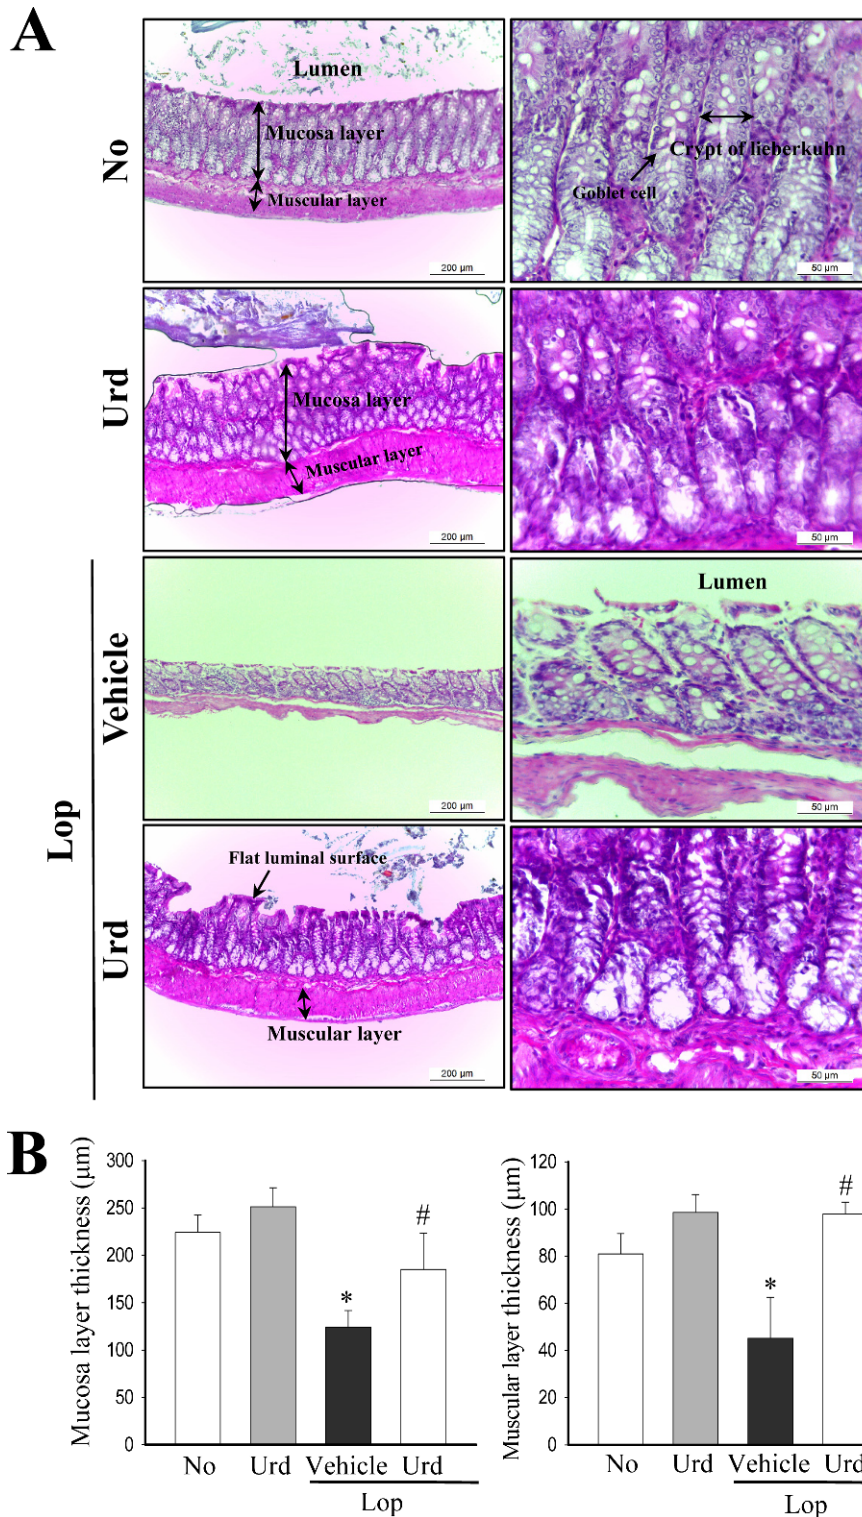 A
No
Lumen
Mucosa layer
Muscular layer
200 µm
Crypt of lieberkuhn
Goblet cell
50 µm
Urd
Mucosa layer
Muscular layer
200 µm
50 µm
Lop
Vehicle
200 µm
Lumen
50 µm
Urd
Flat luminal surface
Muscular layer
200 µm
50 µm
B
Mucosa layer thickness (µm)
300
250
200
150
100
50
0
*
#
No Urd Vehicle Urd
Lop
Muscular layer thickness (µm)
120
100
80
60
40
20
0
*
#
No Urd Vehicle Urd
Lop